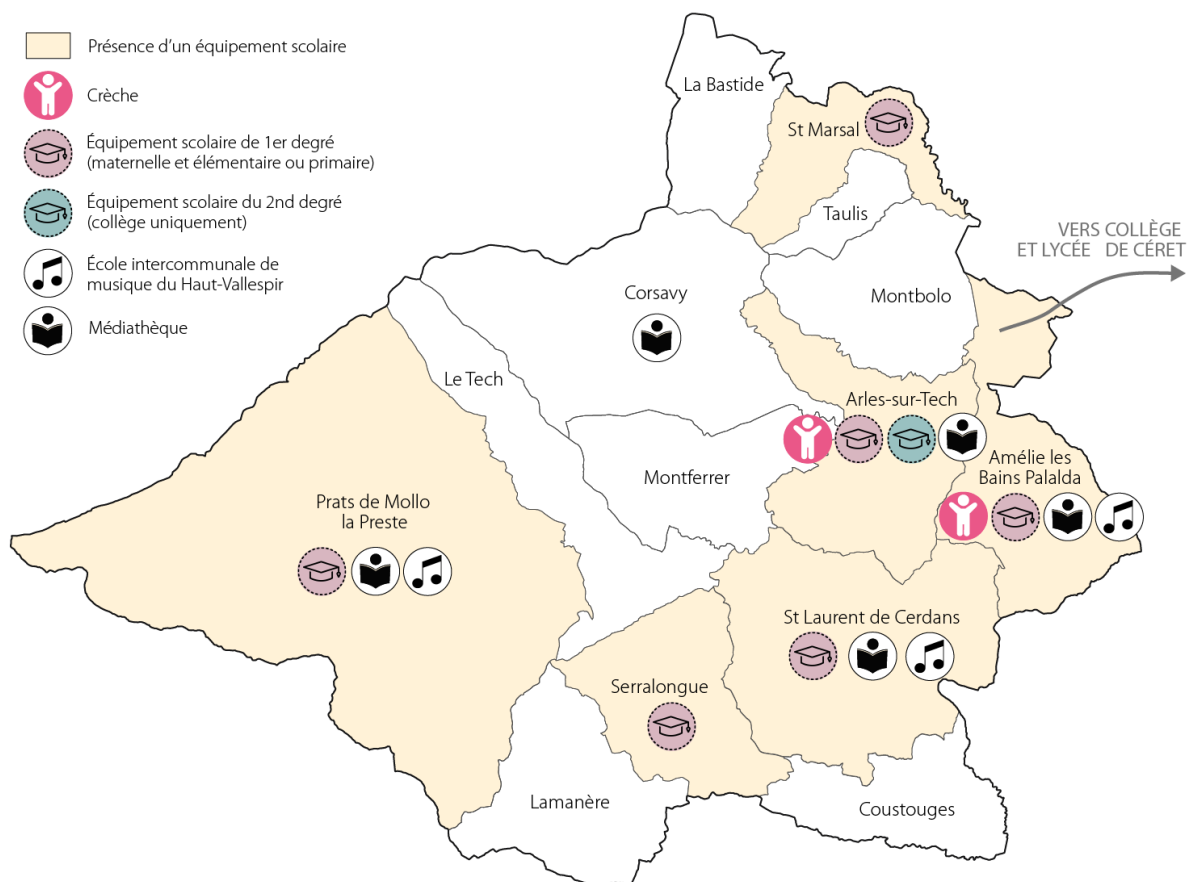 Présence d'un équipement scolaire
Crèche
Équipement scolaire de 1er degré
(maternelle et élémentaire ou primaire)
Équipement scolaire du 2nd degré
(collège uniquement)
École intercommunale de
musique du Haut-Vallespir
Médiathèque
La Bastide
St Marsal
Taulis
VERS COLLÈGE
ET LYCÉE DE CÉRET
Corsavy
Montbolo
Le Tech
Arles-sur-Tech
Montferrer
Amélie les
Bains Palalda
Prats de Mollo
la Preste
St Laurent de Cerdans
Serralongue
Lamanère
Coustouges